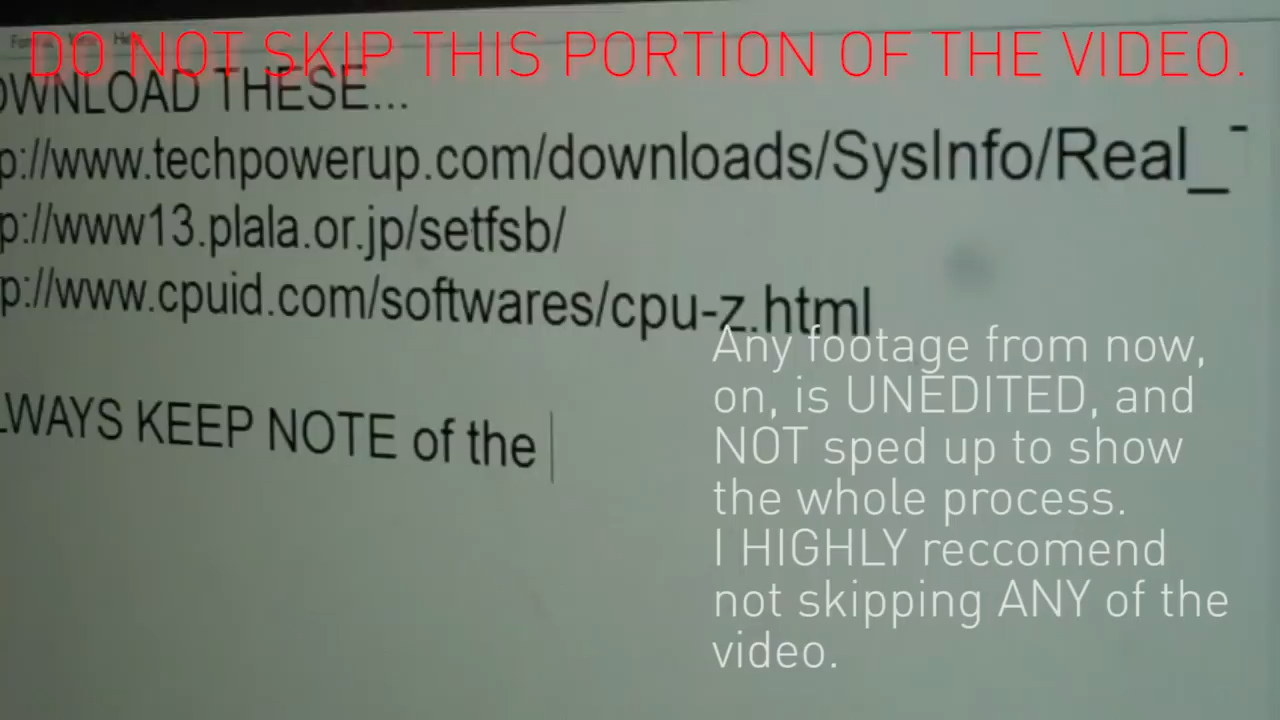 DO NOT SKIP THIS PORTION OF THE VIDEO.
OWNLOAD THESE...
p://www.techpowerup.com/downloads/SysInfo/Real_
p://www13.plala.or.jp/setfsb/
p://www.cpuid.com/softwares/cpu-z.html
LWAYS KEEP NOTE of the
Any footage from now,
on, is UNEDITED, and
NOT sped up to show
the whole process.
I HIGHLY reccomend
not skipping ANY of the
video.